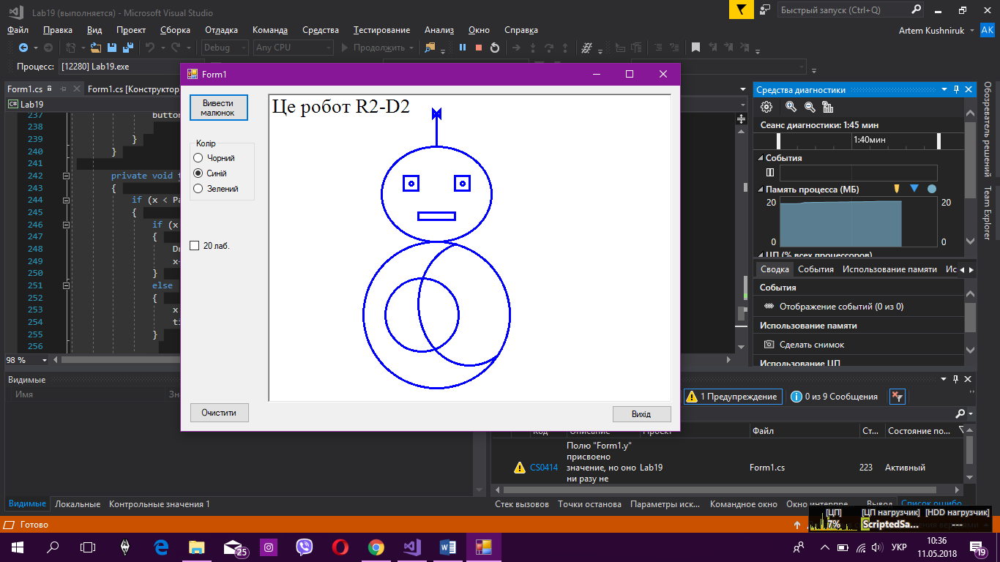 Lab19 (выполняется) - Microsoft Visual Studio
Быстрый запуск (Ctrl+Q)
Файл Правка Вид Проект Сборка Отладка Команда Средства Тестирование Анализ Окно Справка
Artem Kushniruk AK
Debug Any CPU Продолжить
Процесс: [12280] Lab19.exe
Form1.cs Form1.cs [Конструктор
Lab19
237 button
238
239 }
240 }
241
242 private void
243 {
244 if (x < Pa
245 {
246 if (x
247 {
248 Dr
249 x
250 }
251 else
252 {
253 x
254 ti
255 }
256
98 %
Form1
Вивести
малюнок
Колір
Чорний
Синій
Зелений
20 лаб.
Очистити
Це робот R2-D2
Вихід
Средства диагностики
Сеанс диагностики: 1:45 мин
1:40мин
События
Память процесса (МБ)
20 20
0 0
ЦП (% всех процессоров)
Сводка События Использование памяти Ис
События
Отображение событий (0 из 0)
Использование памяти
Сделать снимок
Использование ЦП
Обозреватель решений
Team Explorer
Видимые
Имя Зн
1 Предупреждение
0 из 9 Сообщения
Код Описание Проект Файл Ст... Состояние по...
CS0414
Полю "Form1.y"
присвоено
значение, но оно
ни разу не
Lab19 Form1.cs 223 Активный
Видимые Локальные Контрольные значения 1
Стек вызовов Точки останова Параметры иск... Командное окно Окно интерпре... Вывод Список ошибо
Готово
[ЦП] [ЦП нагрузчик] [HDD нагрузчик]
7% ScriptedSa... ---
25
УКР
10:36
11.05.2018
19